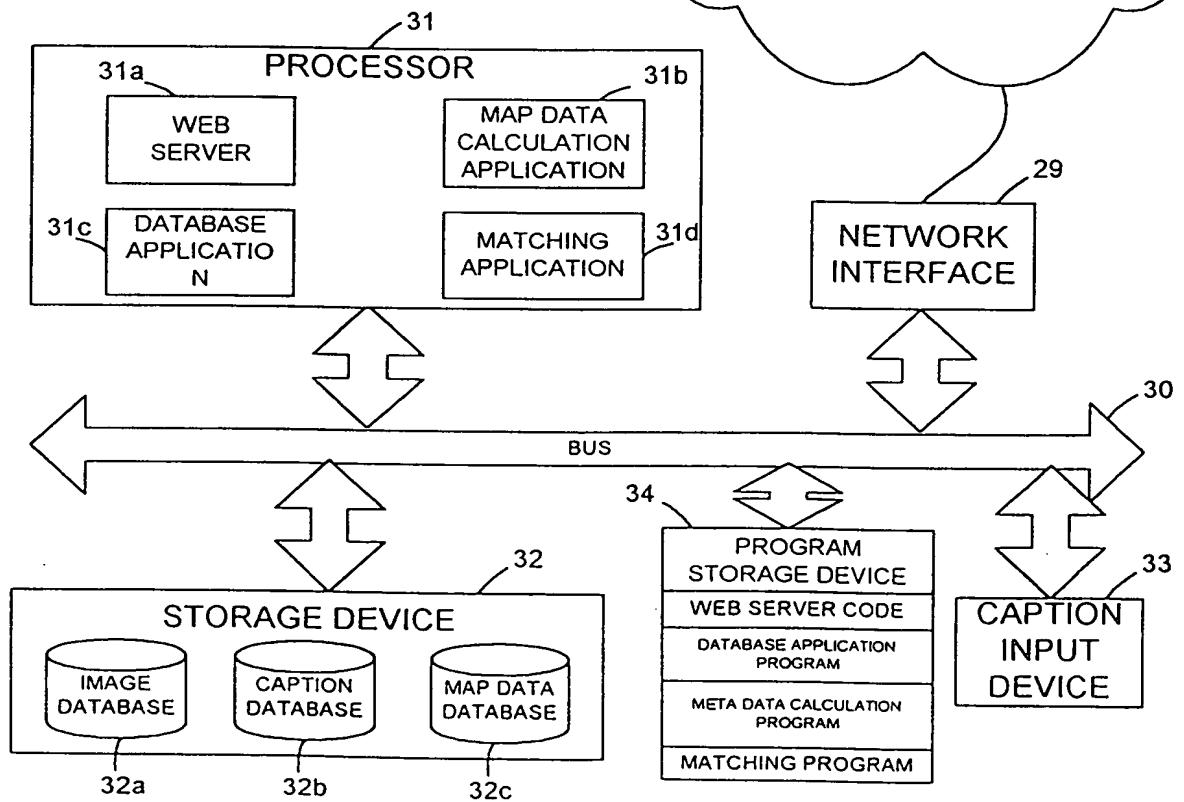 31
PROCESSOR
31a
31b
WEB
SERVER
MAP DATA
CALCULATION
APPLICATION
31c
DATABASE
APPLICATIO
N
MATCHING
APPLICATION
31d
29
NETWORK
INTERFACE
30
BUS
34
PROGRAM
STORAGE DEVICE
WEB SERVER CODE
DATABASE APPLICATION
PROGRAM
META DATA CALCULATION
PROGRAM
MATCHING PROGRAM
33
CAPTION
INPUT
DEVICE
32
STORAGE DEVICE
IMAGE
DATABASE
CAPTION
DATABASE
MAP DATA
DATABASE
32a
32b
32c